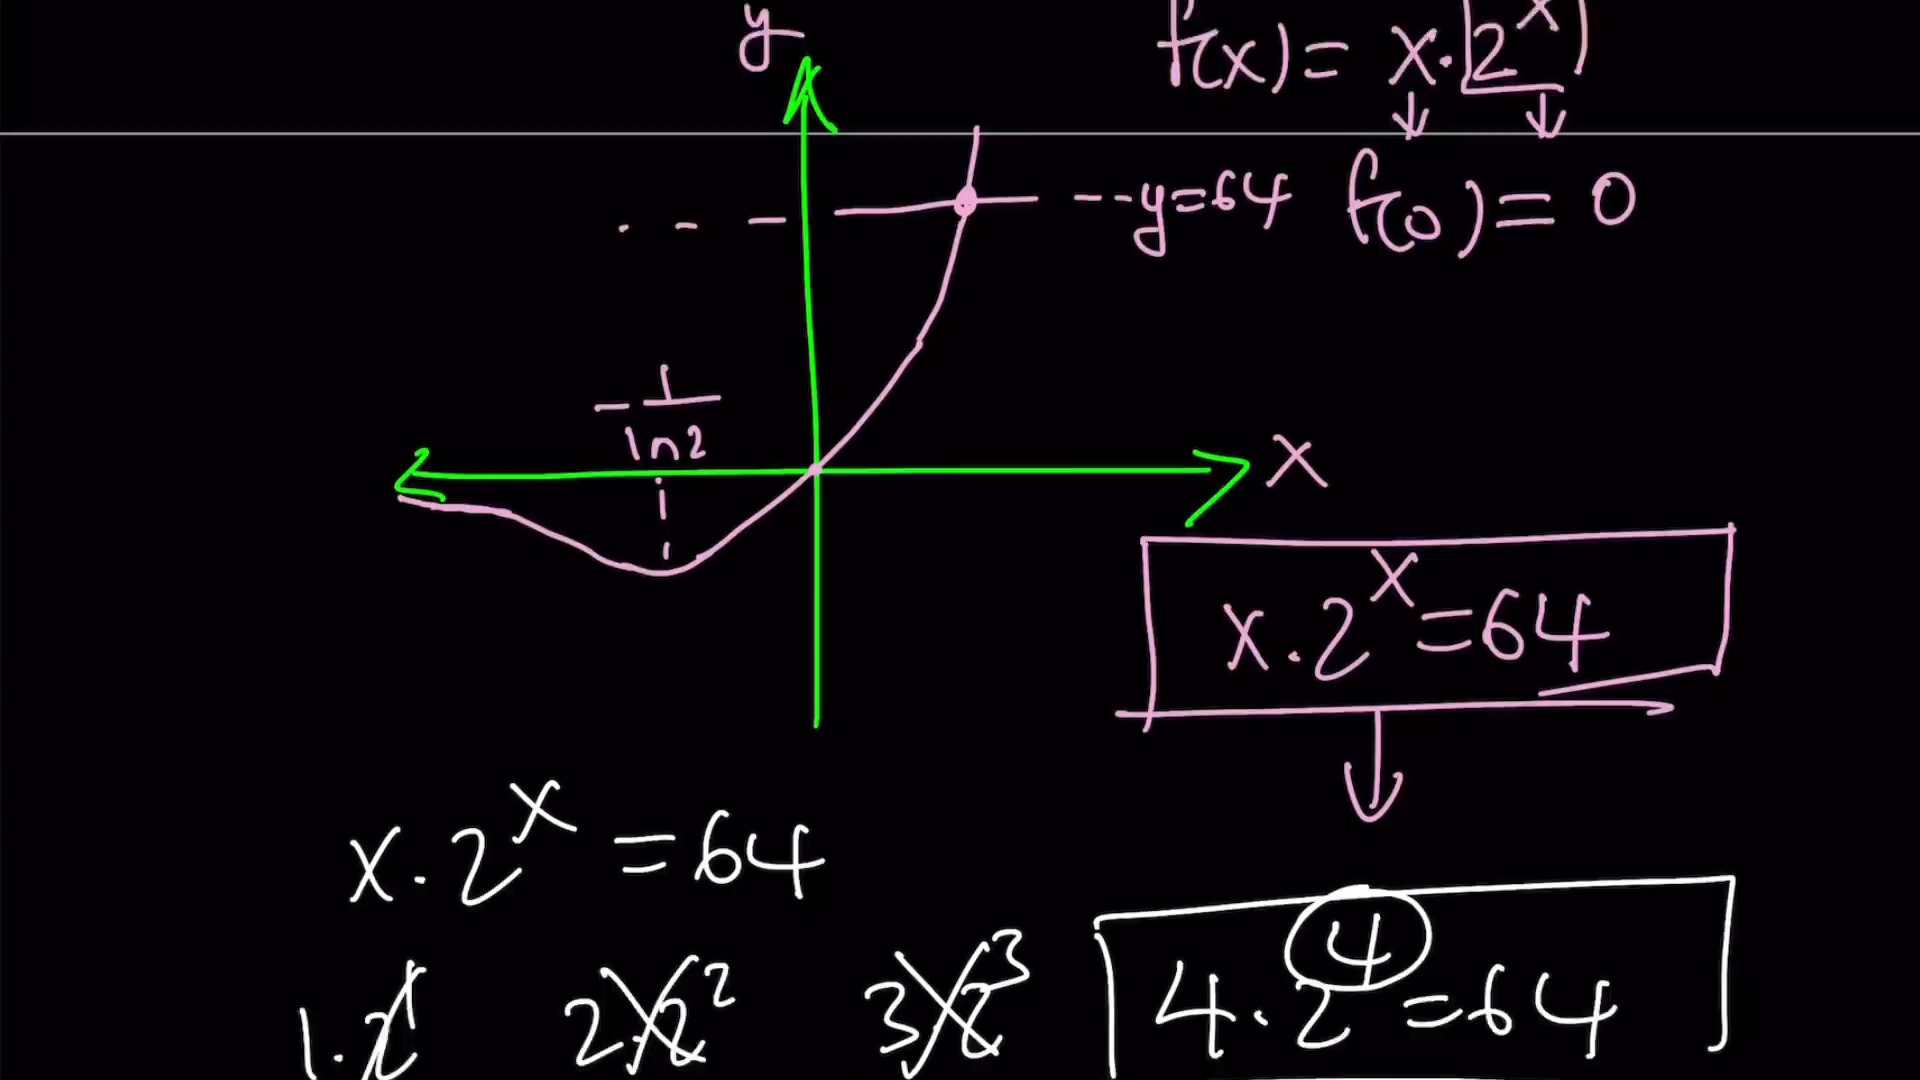 y
f(x) = x·2^x
--y=64 f(0) = 0
-1/ln2
x
x·2^x = 64
x·2^x = 64
1·2^1 2·2^2 3·2^3 4·2^4 = 64